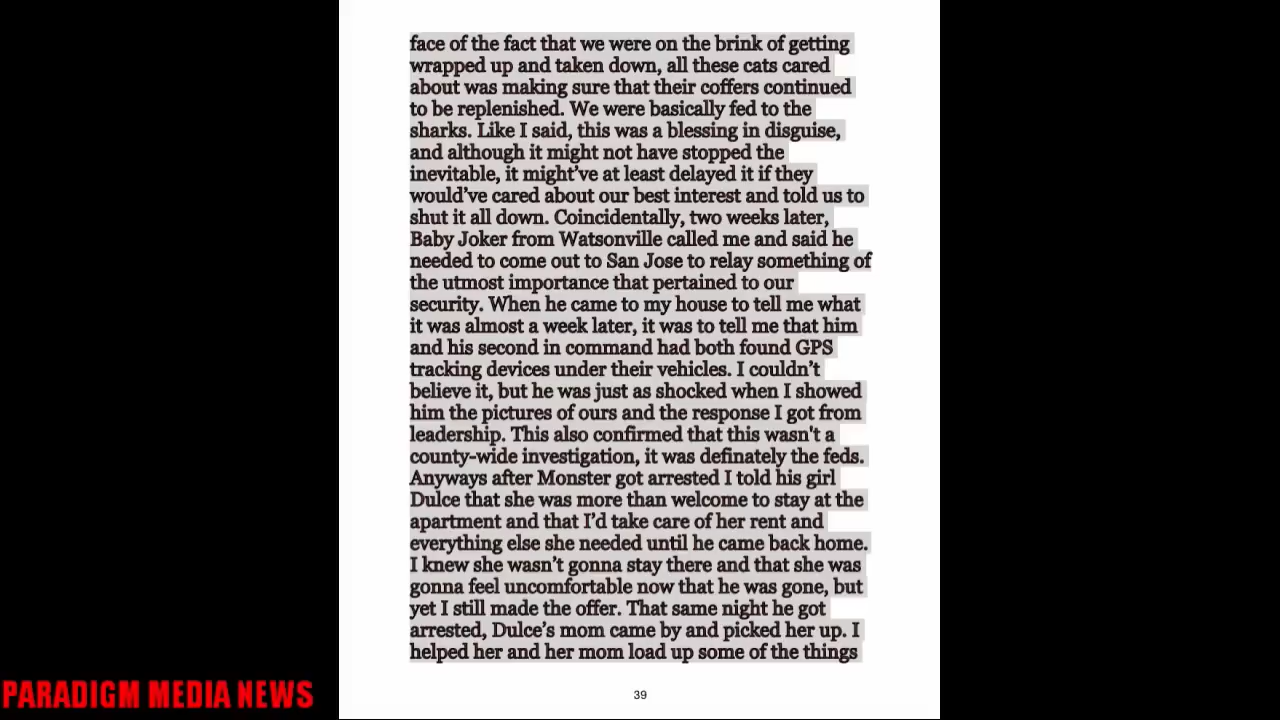 face of the fact that we were on the brink of getting
wrapped up and taken down, all these cats cared
about was making sure that their coffers continued
to be replenished. We were basically fed to the
sharks. Like I said, this was a blessing in disguise,
and although it might not have stopped the
inevitable, it might've at least delayed it if they
would've cared about our best interest and told us to
shut it all down. Coincidentally, two weeks later,
Baby Joker from Watsonville called me and said he
needed to come out to San Jose to relay something of
the utmost importance that pertained to our
security. When he came to my house to tell me what
it was almost a week later, it was to tell me that him
and his second in command had both found GPS
tracking devices under their vehicles. I couldn't
believe it, but he was just as shocked when I showed
him the pictures of ours and the response I got from
leadership. This also confirmed that this wasn't a
county-wide investigation, it was definately the feds.
Anyways after Monster got arrested I told his girl
Dulce that she was more than welcome to stay at the
apartment and that I'd take care of her rent and
everything else she needed until he came back home.
I knew she wasn't gonna stay there and that she was
gonna feel uncomfortable now that he was gone, but
yet I still made the offer. That same night he got
arrested, Dulce's mom came by and picked her up. I
helped her and her mom load up some of the things
39
PARADIGM MEDIA NEWS